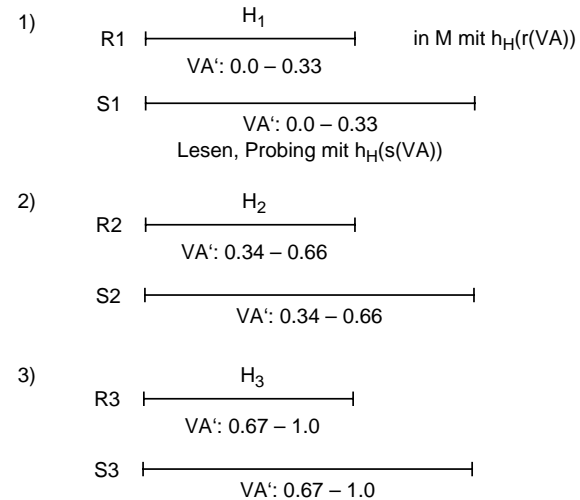 1)
H1
R1
in M mit hH(r(VA))
VA‘: 0.0 – 0.33
S1
VA‘: 0.0 – 0.33
Lesen, Probing mit hH(s(VA))
2)
H2
R2
VA‘: 0.34 – 0.66
S2
VA‘: 0.34 – 0.66
3)
H3
R3
VA‘: 0.67 – 1.0
S3
VA‘: 0.67 – 1.0